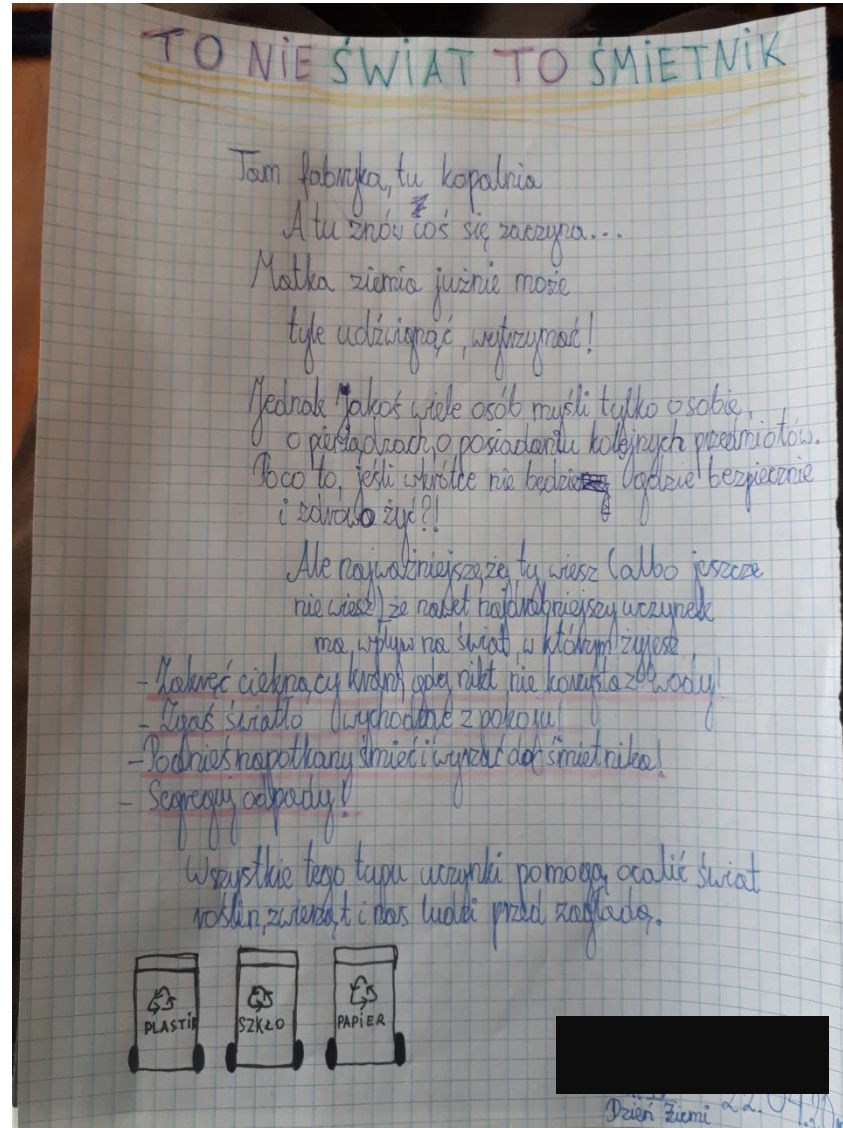 TO NIE ŚWIAT TO ŚMIETNIK
Tam fabryka, tu kopalnia
A tu znów coś się zaczyna...
Matka ziemia już nie może
tyle udźwignąć, wytrzymać!
Jednak jakoś wiele osób myśli tylko o sobie,
o pieniądzach, o posiadaniu kolejnych przedmiotów.
Poco to, jeśli wkrótce nie będzie gdzie bezpiecznie
i zdrowo żyć?!
Ale najważniejsze, że ty wiesz (albo jeszcze
nie wiesz), że nawet najdrobniejszy uczynek
ma wpływ na świat, w którym żyjesz
- Zakręć cieknący kran, gdy nikt nie korzysta z wody!
- Zgaś światło wychodząc z pokoju!
- Podnieś napotkany śmieć i wyrzuć do śmietnika!
- Segreguj odpady!
Wszystkie tego typu uczynki pomogą ocalić świat
roślin, zwierząt i nas ludzi przed zagładą.
PLASTIK SZKŁO PAPIER
Dzień Ziemi 22.04.